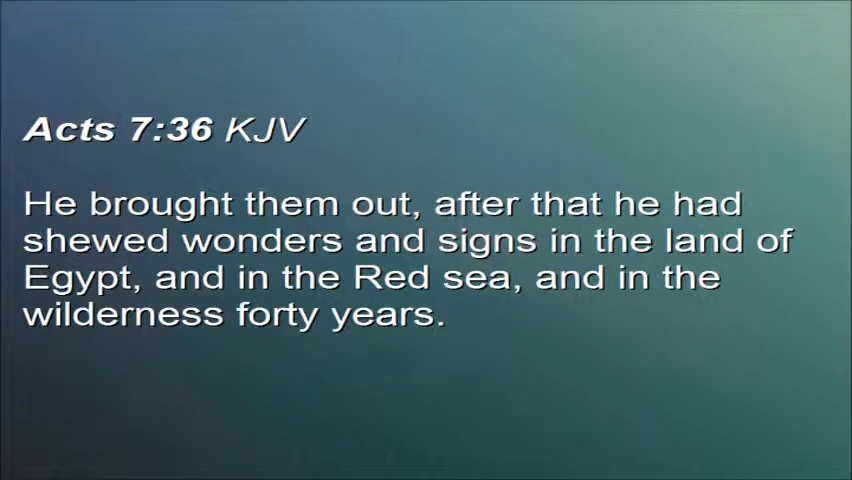 Acts 7:36 KJV
He brought them out, after that he had
shewed wonders and signs in the land of
Egypt, and in the Red sea, and in the
wilderness forty years.